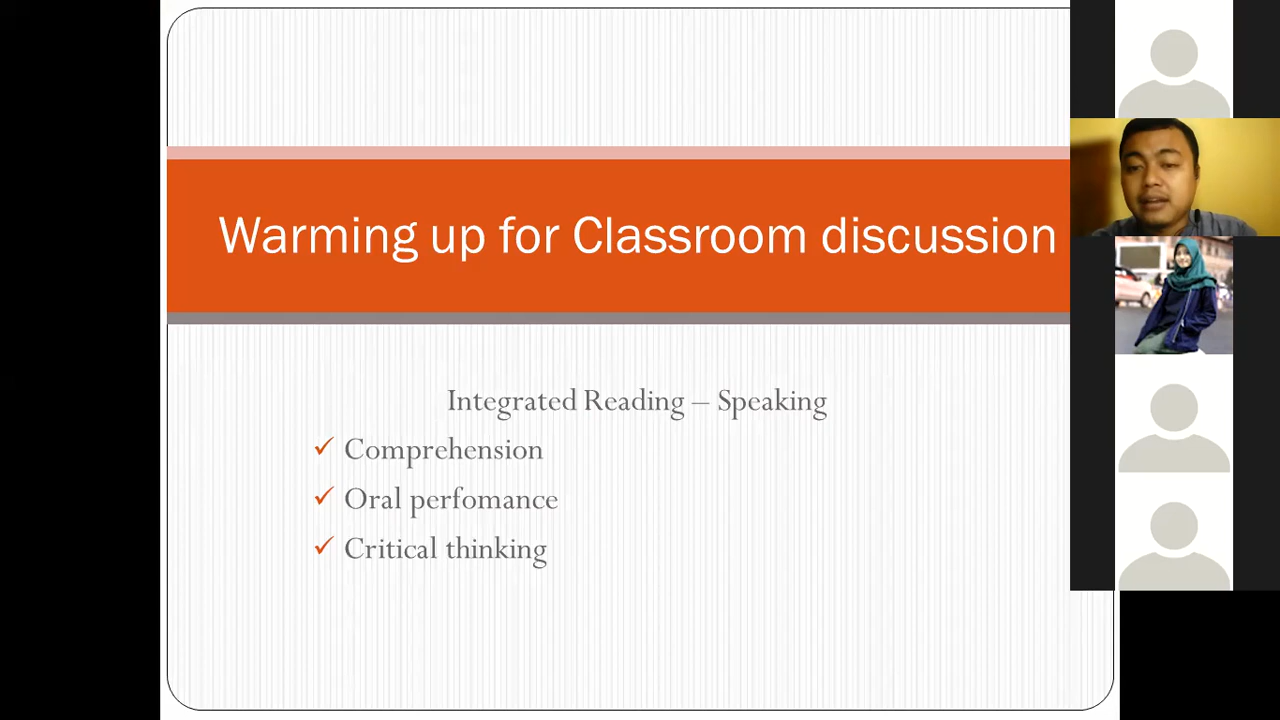 Warming up for Classroom discussion
Integrated Reading – Speaking
✓ Comprehension
✓ Oral perfomance
✓ Critical thinking